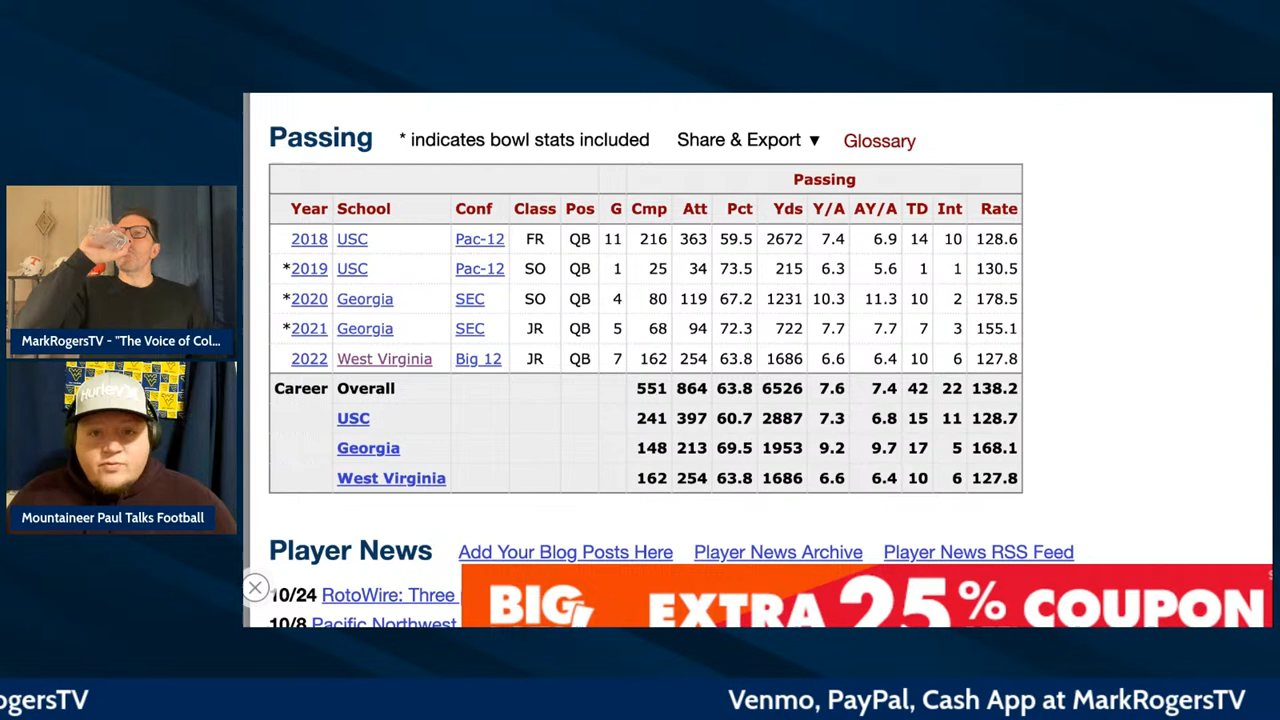 Passing * indicates bowl stats included Share & Export ▼ Glossary
Passing
Year School Conf Class Pos G Cmp Att Pct Yds Y/A AY/A TD Int Rate
2018 USC Pac-12 FR QB 11 216 363 59.5 2672 7.4 6.9 14 10 128.6
*2019 USC Pac-12 SO QB 1 25 34 73.5 215 6.3 5.6 1 1 130.5
*2020 Georgia SEC SO QB 4 80 119 67.2 1231 10.3 11.3 10 2 178.5
*2021 Georgia SEC JR QB 5 68 94 72.3 722 7.7 7.7 7 3 155.1
2022 West Virginia Big 12 JR QB 7 162 254 63.8 1686 6.6 6.4 10 6 127.8
Career Overall 551 864 63.8 6526 7.6 7.4 42 22 138.2
USC 241 397 60.7 2887 7.3 6.8 15 11 128.7
Georgia 148 213 69.5 1953 9.2 9.7 17 5 168.1
West Virginia 162 254 63.8 1686 6.6 6.4 10 6 127.8
MarkRogersTV - "The Voice of Col...
Hurley
Mountaineer Paul Talks Football
Player News Add Your Blog Posts Here Player News Archive Player News RSS Feed
10/24 RotoWire: Three
10/8 Pacific Northwest
BIG EXTRA 25% COUPON
ogersTV Venmo, PayPal, Cash App at MarkRogersTV